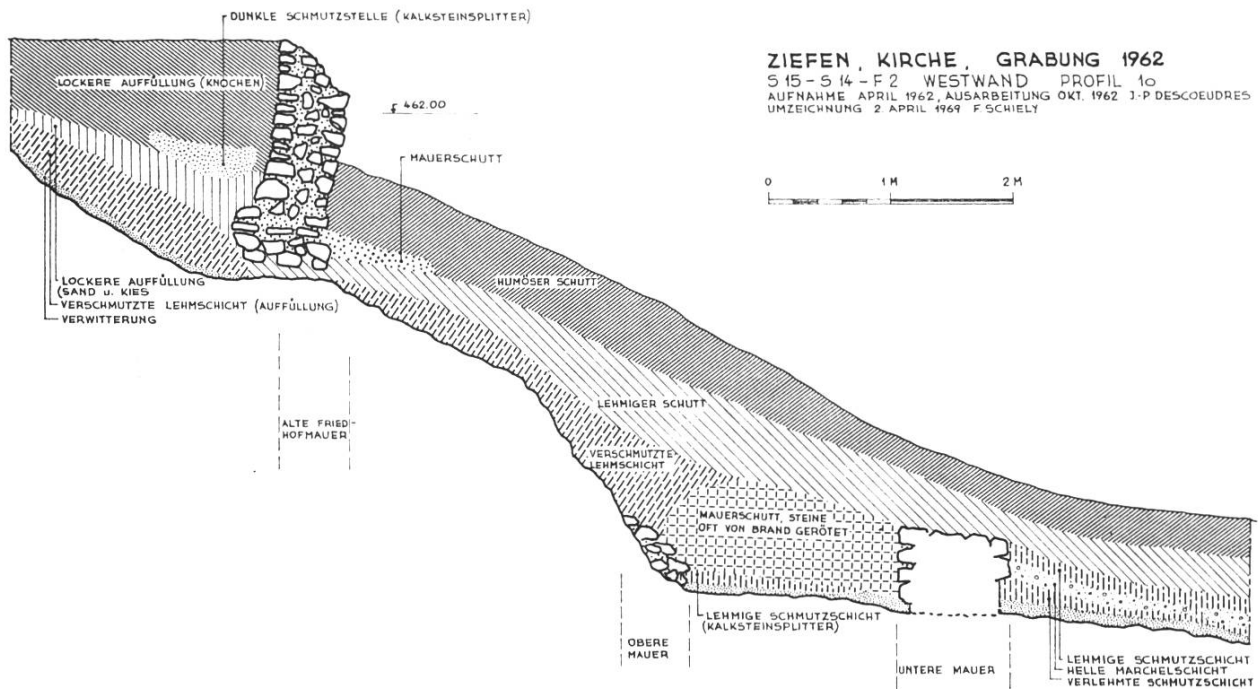 DUNKLE SCHMUTZSTELLE (KALKSTEINSPLITTER)
ZIEFEN, KIRCHE, GRABUNG 1962
S 15 - S 14 - F 2 WESTWAND PROFIL 10
AUFNAHME APRIL 1962, AUSARBEITUNG OKT. 1962 J.-P DESCOEUDRES
UMZEICHNUNG 2. APRIL 1969 F SCHIELY
LOCKERE AUFFÜLLUNG (KNOCHEN)
462.00
MAUERSCHUTT
0 1 M 2 M
LOCKERE AUFFÜLLUNG
(SAND u. KIES
VERSCHMUTZTE LEHMSCHICHT (AUFFÜLLUNG)
VERWITTERUNG
HUMÖSER SCHUTT
ALTE FRIED-
HOFMAUER
LEHMIGER SCHUTT
VERSCHMUTZTE
LEHMSCHICHT
MAUERSCHUTT, STEINE
OFT VON BRAND GERÖTET
LEHMIGE SCHMUTZSCHICHT
(KALKSTEINSPLITTER)
OBERE
MAUER
UNTERE MAUER
LEHMIGE SCHMUTZSCHICHT
HELLE MARCHELSCHICHT
VERLEHMTE SCHMUTZSCHICHT